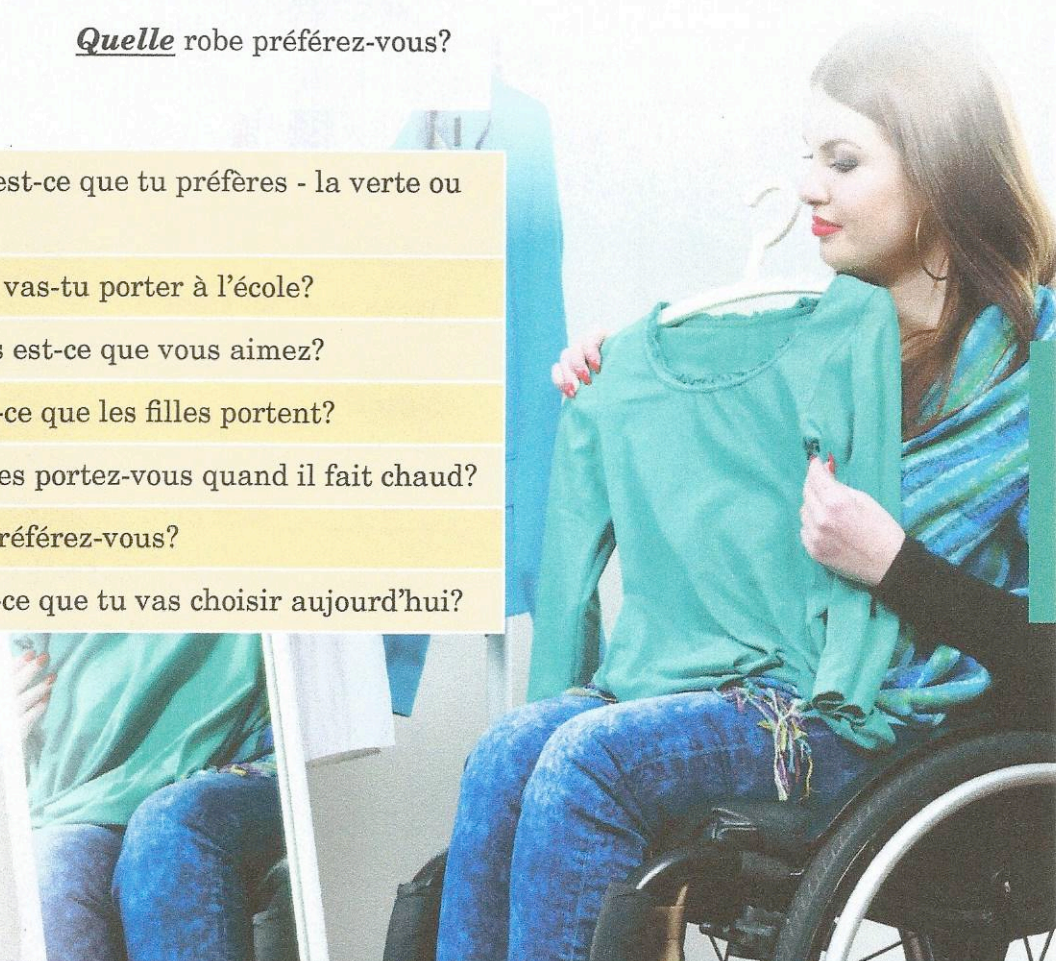 Quelle robe préférez-vous?
est-ce que tu préfères - la verte ou
vas-tu porter à l'école?
s est-ce que vous aimez?
-ce que les filles portent?
es portez-vous quand il fait chaud?
référez-vous?
-ce que tu vas choisir aujourd'hui?